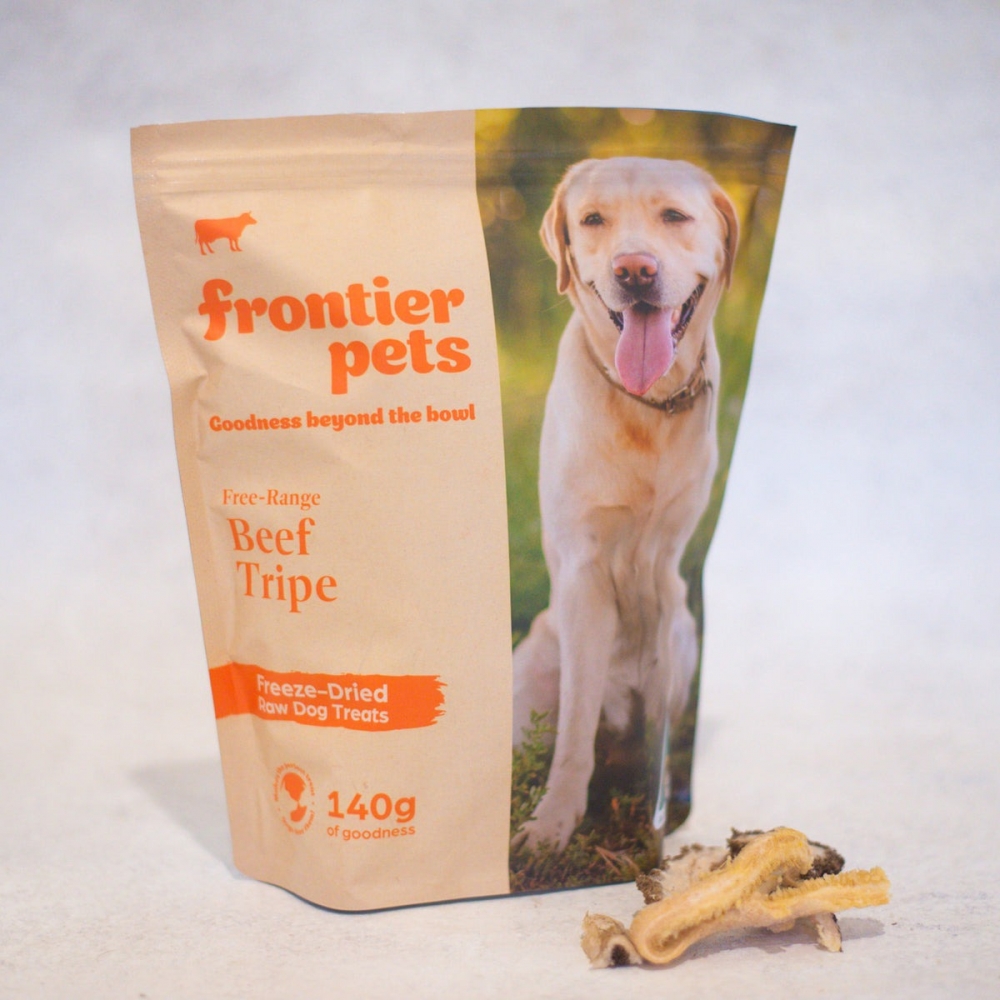 frontier
pets
Goodness beyond the bowl
Free-Range
Beef
Tripe
Freeze-Dried
Raw Dog Treats
140g
of goodness